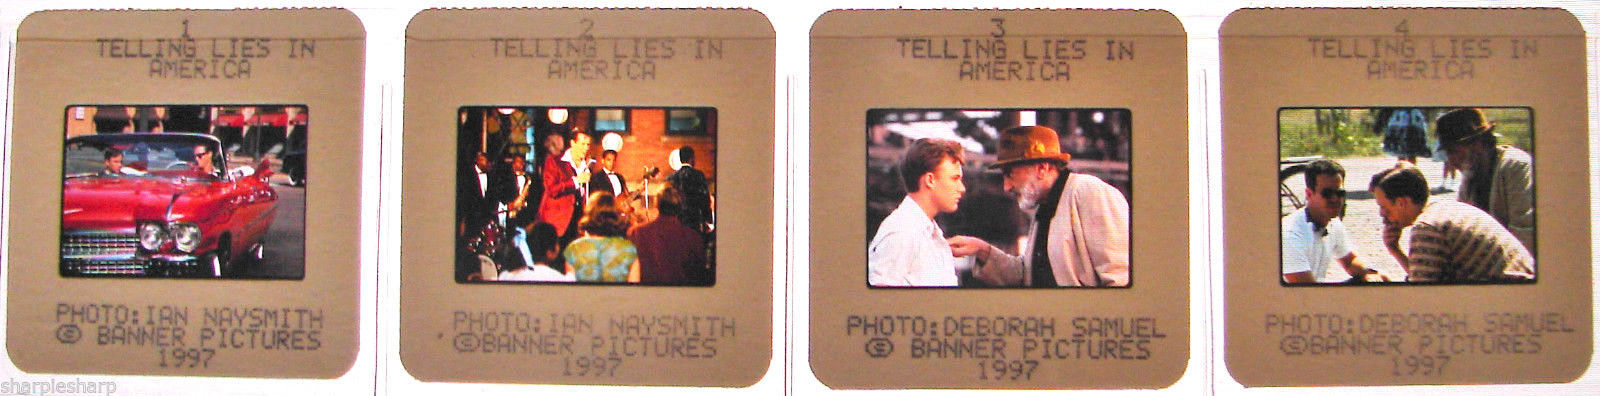 1
TELLING LIES IN
AMERICA
PHOTO:IAN NAYSMITH
© BANNER PICTURES
1997
2
TELLING LIES IN
AMERICA
PHOTO:IAN NAYSMITH
©BANNER PICTURES
1997
3
TELLING LIES IN
AMERICA
PHOTO:DEBORAH SAMUEL
© BANNER PICTURES
1997
4
TELLING LIES IN
AMERICA
PHOTO:DEBORAH SAMUEL
©BANNER PICTURES
1997
sharplesharp